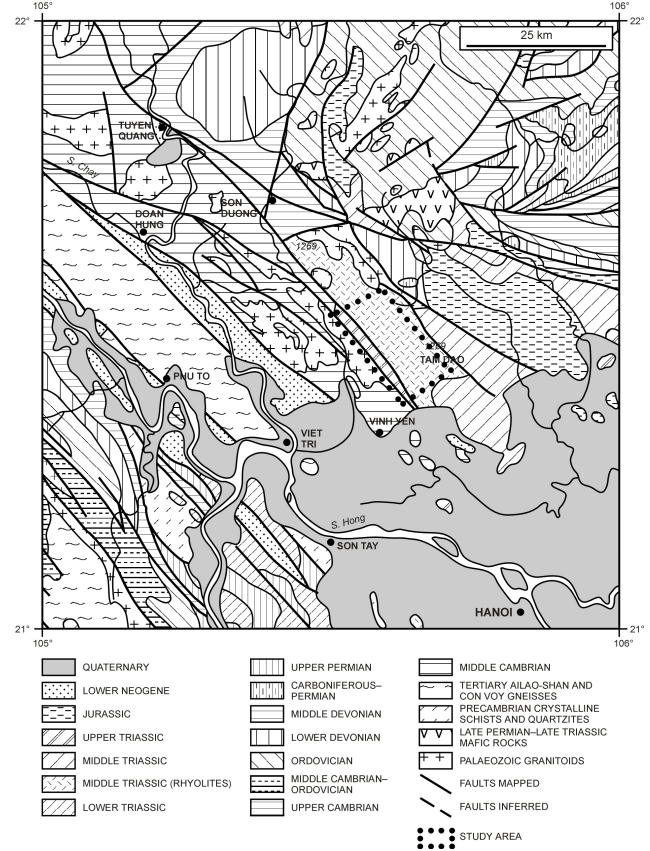 105°
106°
22°
22°
25 km
TUYEN
QUANG
S. Chay
SON
DUONG
DOAN
HUNG
1269
TAM DAO
PHU TO
VINH YEN
VIET
TRI
S. Hong
SON TAY
HANOI
21°
21°
105°
106°
QUATERNARY
LOWER NEOGENE
JURASSIC
UPPER TRIASSIC
MIDDLE TRIASSIC
MIDDLE TRIASSIC (RHYOLITES)
LOWER TRIASSIC
UPPER PERMIAN
CARBONIFEROUS–
PERMIAN
MIDDLE DEVONIAN
LOWER DEVONIAN
ORDOVICIAN
MIDDLE CAMBRIAN–
ORDOVICIAN
UPPER CAMBRIAN
MIDDLE CAMBRIAN
TERTIARY AILAO-SHAN AND
CON VOY GNEISSES
PRECAMBRIAN CRYSTALLINE
SCHISTS AND QUARTZITES
LATE PERMIAN–LATE TRIASSIC
MAFIC ROCKS
PALAEOZOIC GRANITOIDS
FAULTS MAPPED
FAULTS INFERRED
STUDY AREA